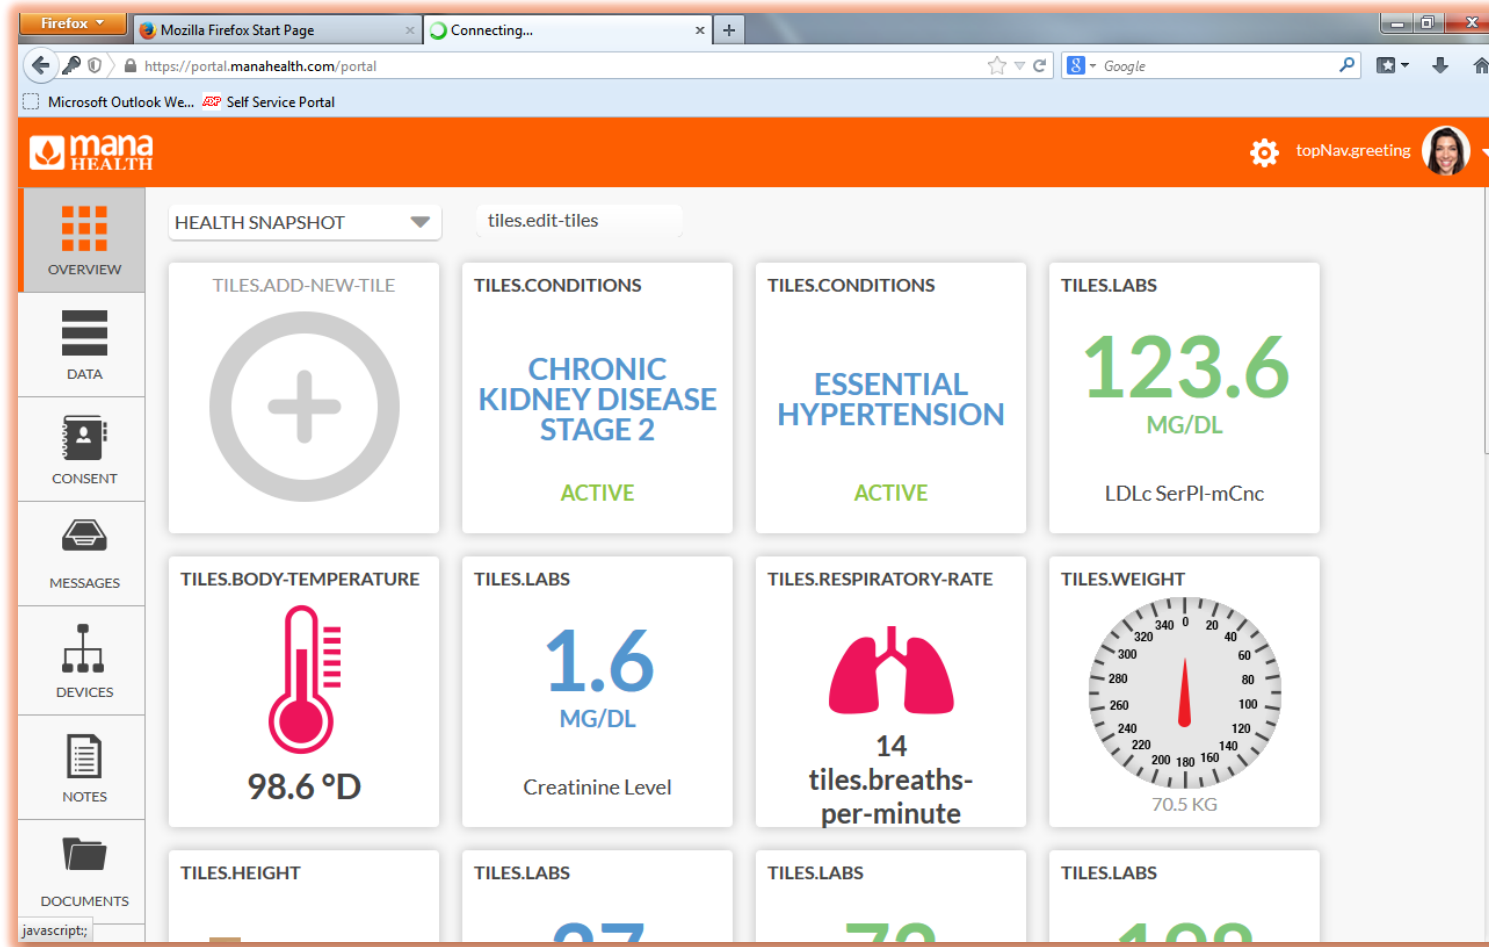 Firefox
Mozilla Firefox Start Page
Connecting...
https://portal.manahealth.com/portal
Google
Microsoft Outlook We...
ADP Self Service Portal
mana
HEALTH
topNav.greeting
OVERVIEW
DATA
CONSENT
MESSAGES
DEVICES
NOTES
DOCUMENTS
HEALTH SNAPSHOT
tiles.edit-tiles
TILES.ADD-NEW-TILE
TILES.CONDITIONS
CHRONIC
KIDNEY DISEASE
STAGE 2
ACTIVE
TILES.CONDITIONS
ESSENTIAL
HYPERTENSION
ACTIVE
TILES.LABS
123.6
MG/DL
LDLc SerPl-mCnc
TILES.BODY-TEMPERATURE
98.6 °D
TILES.LABS
1.6
MG/DL
Creatinine Level
TILES.RESPIRATORY-RATE
14
tiles.breaths-
per-minute
TILES.WEIGHT
0
20
40
60
80
100
120
140
160
180
200
220
240
260
280
300
320
340
70.5 KG
TILES.HEIGHT
TILES.LABS
TILES.LABS
TILES.LABS
javascript:;